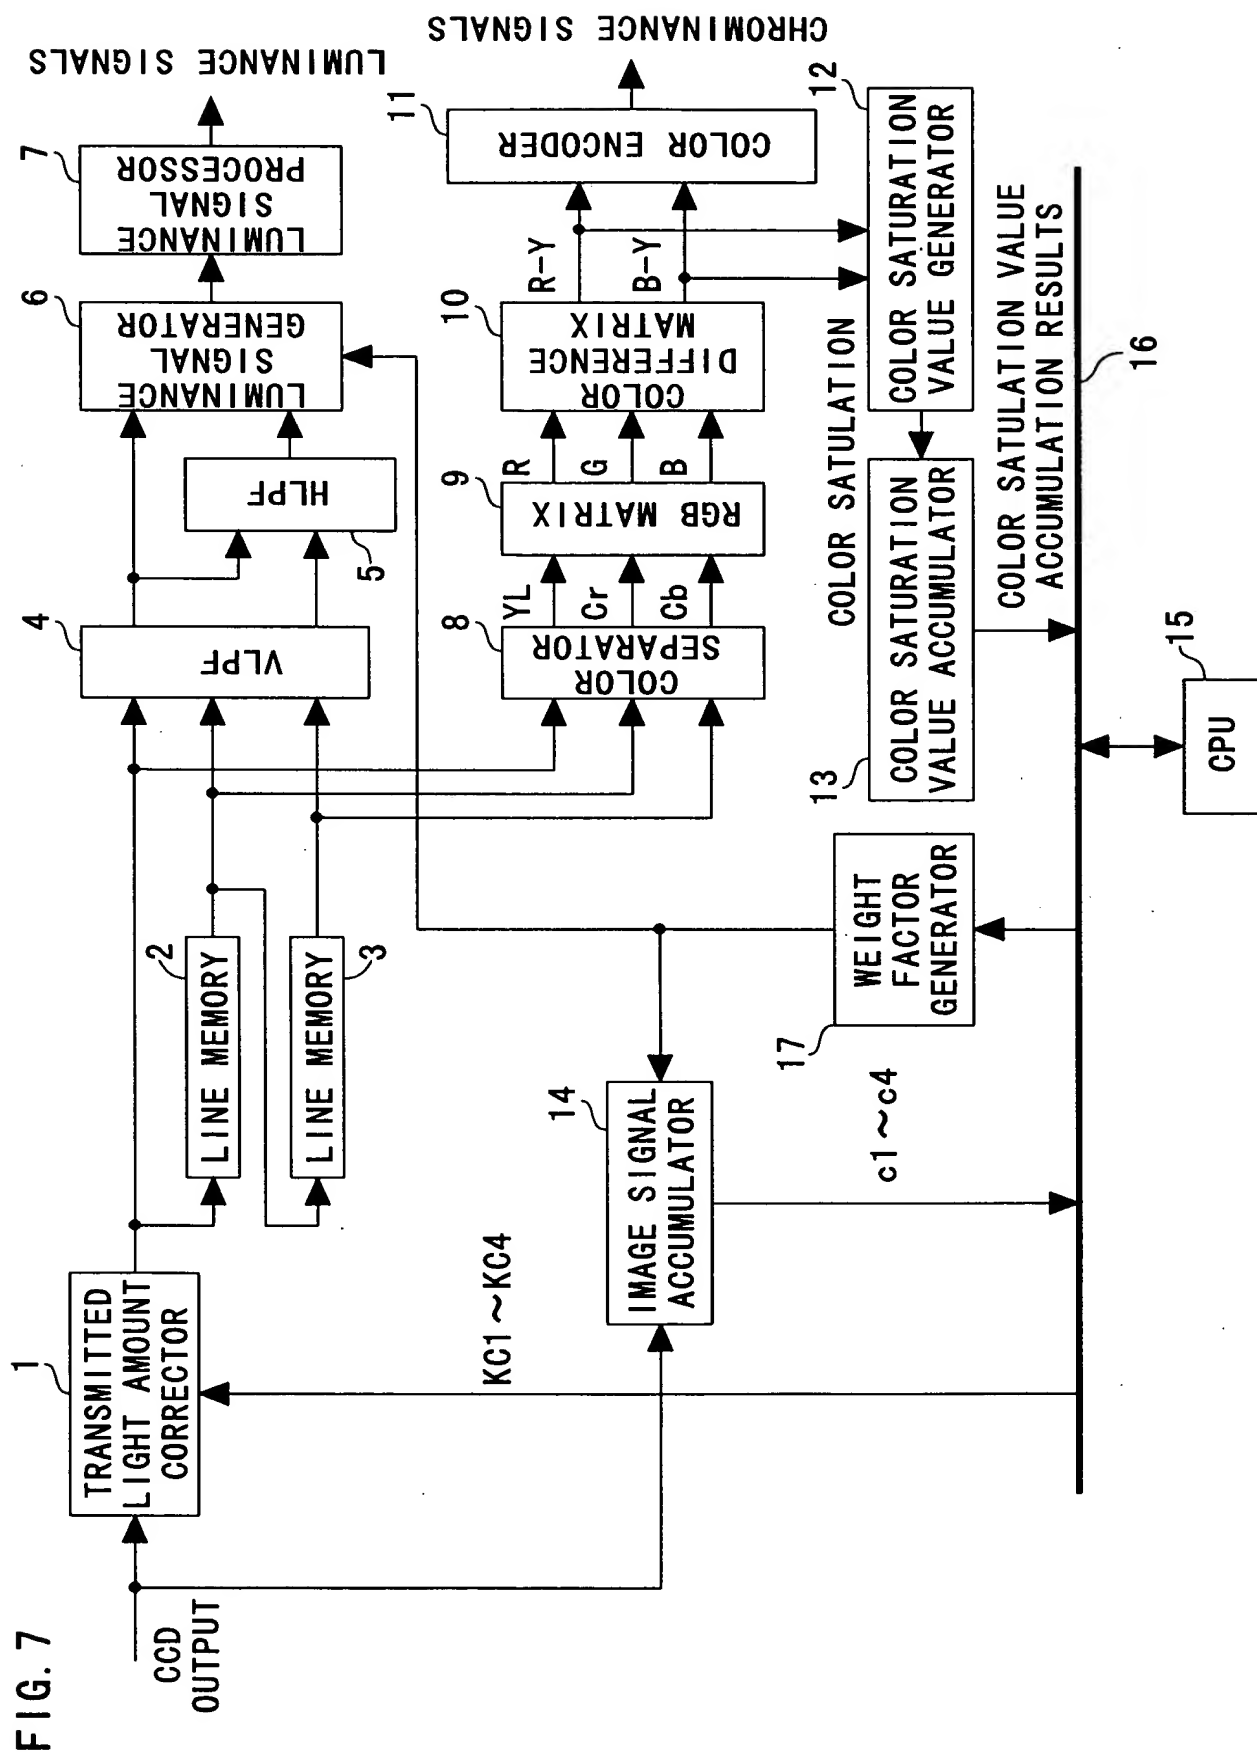 FIG. 7
CCD
OUTPUT
1
TRANSMITTED
LIGHT AMOUNT
CORRECTOR
2
LINE MEMORY
LINE MEMORY
3
4
VLPF
HLPF
5
6
LUMINANCE
SIGNAL
GENERATOR
7
LUMINANCE
SIGNAL
PROCESSOR
LUMINANCE SIGNALS
8
COLOR
SEPARATOR
YL
Cr
Cb
9
RGB MATRIX
R
G
B
10
COLOR
DIFFERENCE
MATRIX
R-Y
B-Y
11
COLOR ENCODER
CHROMINANCE SIGNALS
KC1~KC4
14
IMAGE SIGNAL
ACCUMULATOR
c1~c4
17
WEIGHT
FACTOR
GENERATOR
13
COLOR SATURATION
VALUE ACCUMULATOR
COLOR SATULATION
12
COLOR SATURATION
VALUE GENERATOR
COLOR SATULATION VALUE
ACCUMULATION RESULTS
16
15
CPU